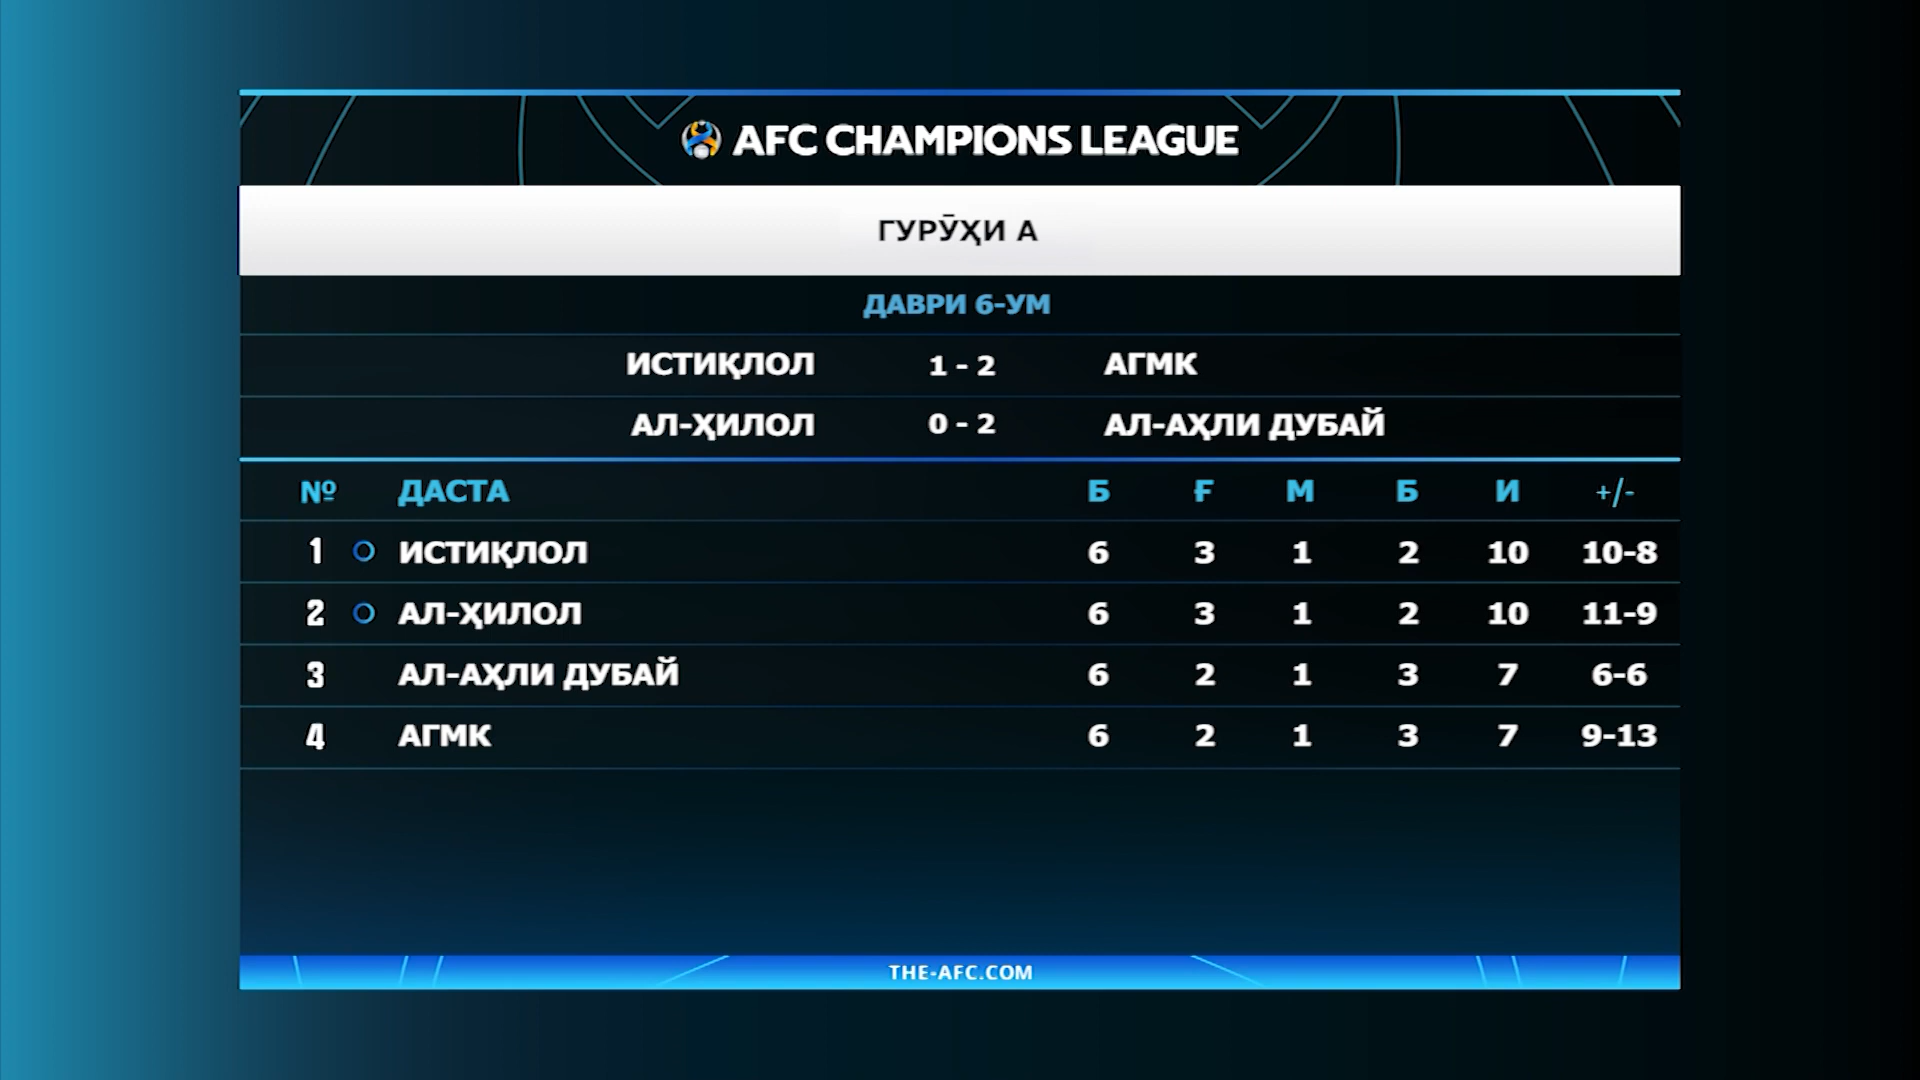 AFC CHAMPIONS LEAGUE
ГУРӮҲИ А
ДАВРИ 6-УМ
ИСТИҚЛОЛ 1 - 2 АГМК
АЛ-ҲИЛОЛ 0 - 2 АЛ-АҲЛИ ДУБАЙ
№ ДАСТА Б Ғ М Б И +/-
1 ИСТИҚЛОЛ 6 3 1 2 10 10-8
2 АЛ-ҲИЛОЛ 6 3 1 2 10 11-9
3 АЛ-АҲЛИ ДУБАЙ 6 2 1 3 7 6-6
4 АГМК 6 2 1 3 7 9-13
THE-AFC.COM